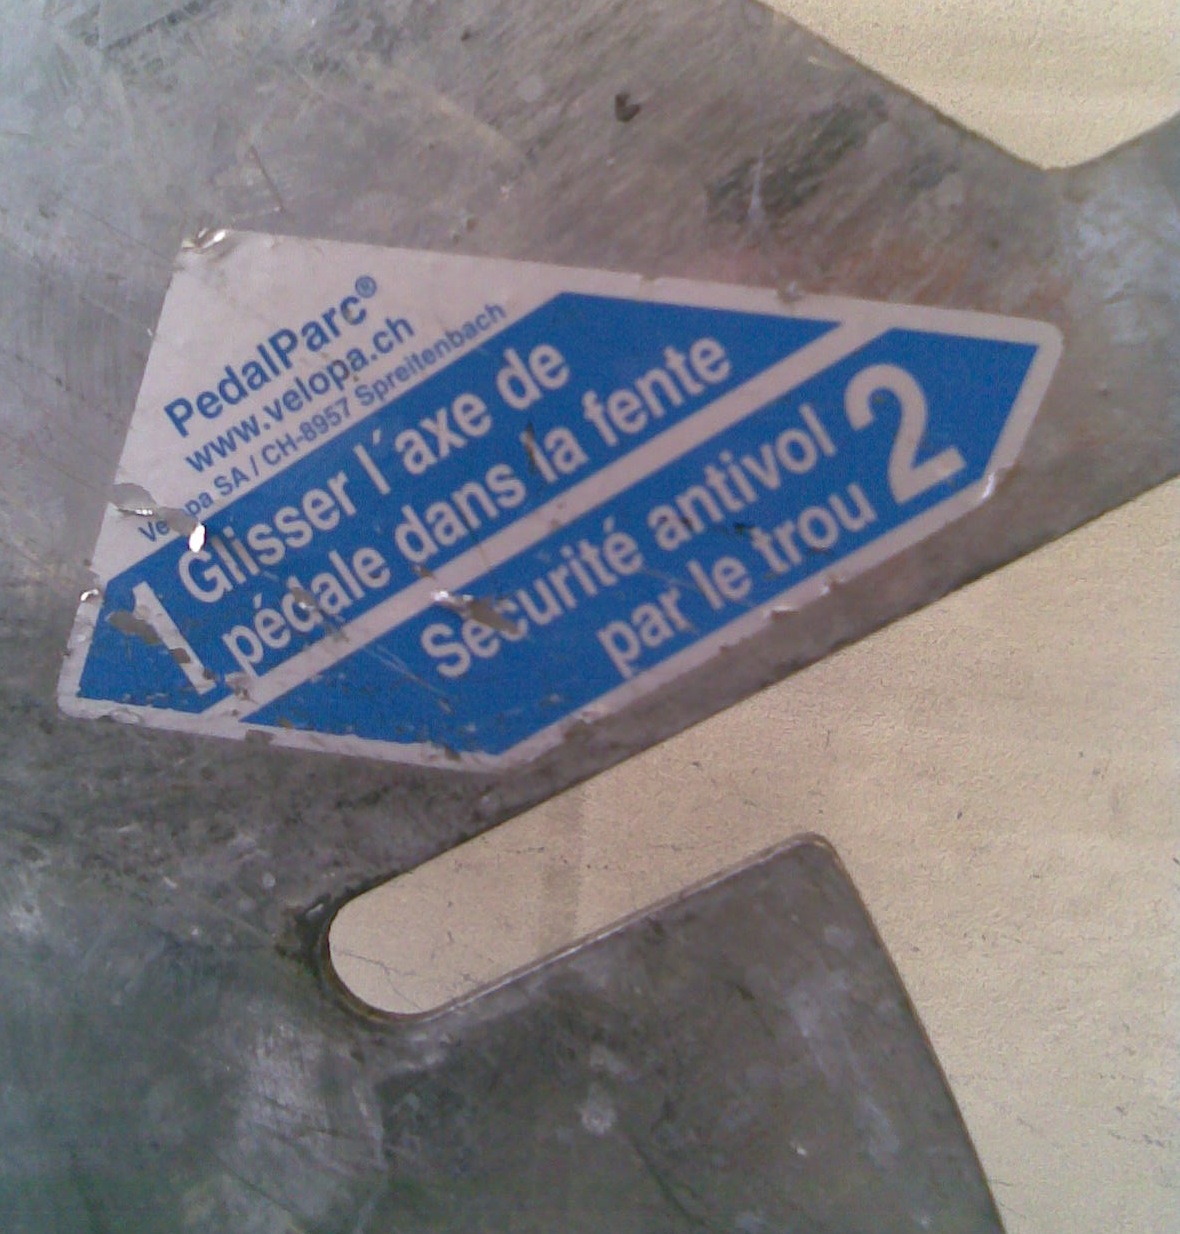 PedalParc®
www.velopa.ch
Velopa SA / CH-8957 Spreitenbach
1 Glisser l´axe de
pédale dans la fente
Sécurité antivol
par le trou 2